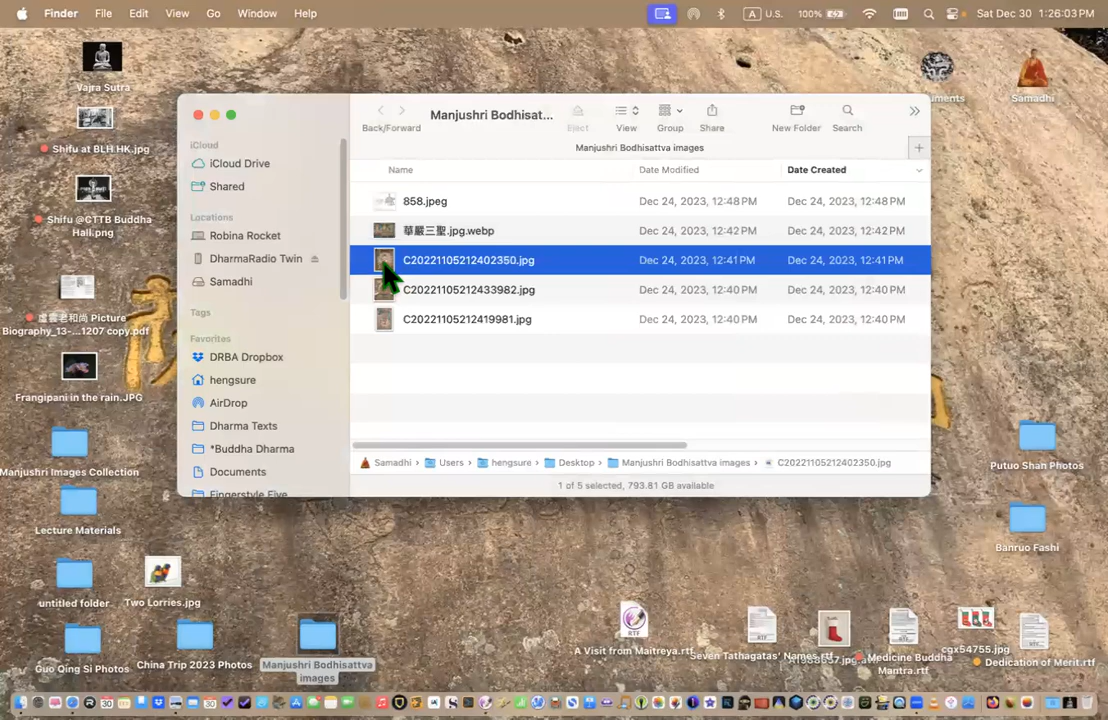 Finder File Edit View Go Window Help
A U.S. 100% Sat Dec 30 1:26:03 PM
Vajra Sutra
Samadhi
Shifu at BLH HK.jpg
Shifu @CTTB Buddha
Hall.png
虛雲老和尚 Picture
Biography_13-...1207 copy.pdf
Frangipani in the rain.JPG
Manjushri Images Collection
Lecture Materials
untitled folder
Two Lorries.jpg
Guo Qing Si Photos
China Trip 2023 Photos
Manjushri Bodhisattva
images
Manjushri Bodhisat...
Back/Forward
Eject View Group Share New Folder Search
Manjushri Bodhisattva images
iCloud
iCloud Drive
Shared
Locations
Robina Rocket
DharmaRadio Twin
Samadhi
Tags
Favorites
DRBA Dropbox
hengsure
AirDrop
Dharma Texts
*Buddha Dharma
Documents
Fingerstyle Five
Name Date Modified Date Created
858.jpeg Dec 24, 2023, 12:48 PM Dec 24, 2023, 12:48 PM
華嚴三聖.jpg.webp Dec 24, 2023, 12:42 PM Dec 24, 2023, 12:42 PM
C20221105212402350.jpg Dec 24, 2023, 12:41 PM Dec 24, 2023, 12:41 PM
C20221105212433982.jpg Dec 24, 2023, 12:40 PM Dec 24, 2023, 12:40 PM
C20221105212419981.jpg Dec 24, 2023, 12:40 PM Dec 24, 2023, 12:40 PM
Samadhi › Users › hengsure › Desktop › Manjushri Bodhisattva images › C20221105212402350.jpg
1 of 5 selected, 793.81 GB available
Putuo Shan Photos
Banruo Fashi
RTF
A Visit from Maitreya.rtf
Seven Tathagatas' Names.rtf
Medicine Buddha
Mantra.rtf
cgx54755.jpg
Dedication of Merit.rtf